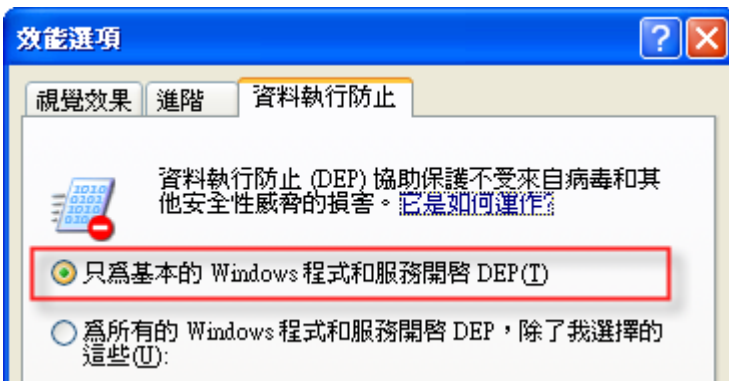 效能選項
視覺效果 進階 資料執行防止
資料執行防止 (DEP) 協助保護不受來自病毒和其
他安全性威脅的損害。它是如何運作?
只為基本的 Windows 程式和服務開啓 DEP(T)
為所有的 Windows 程式和服務開啓 DEP，除了我選擇的
這些(U):